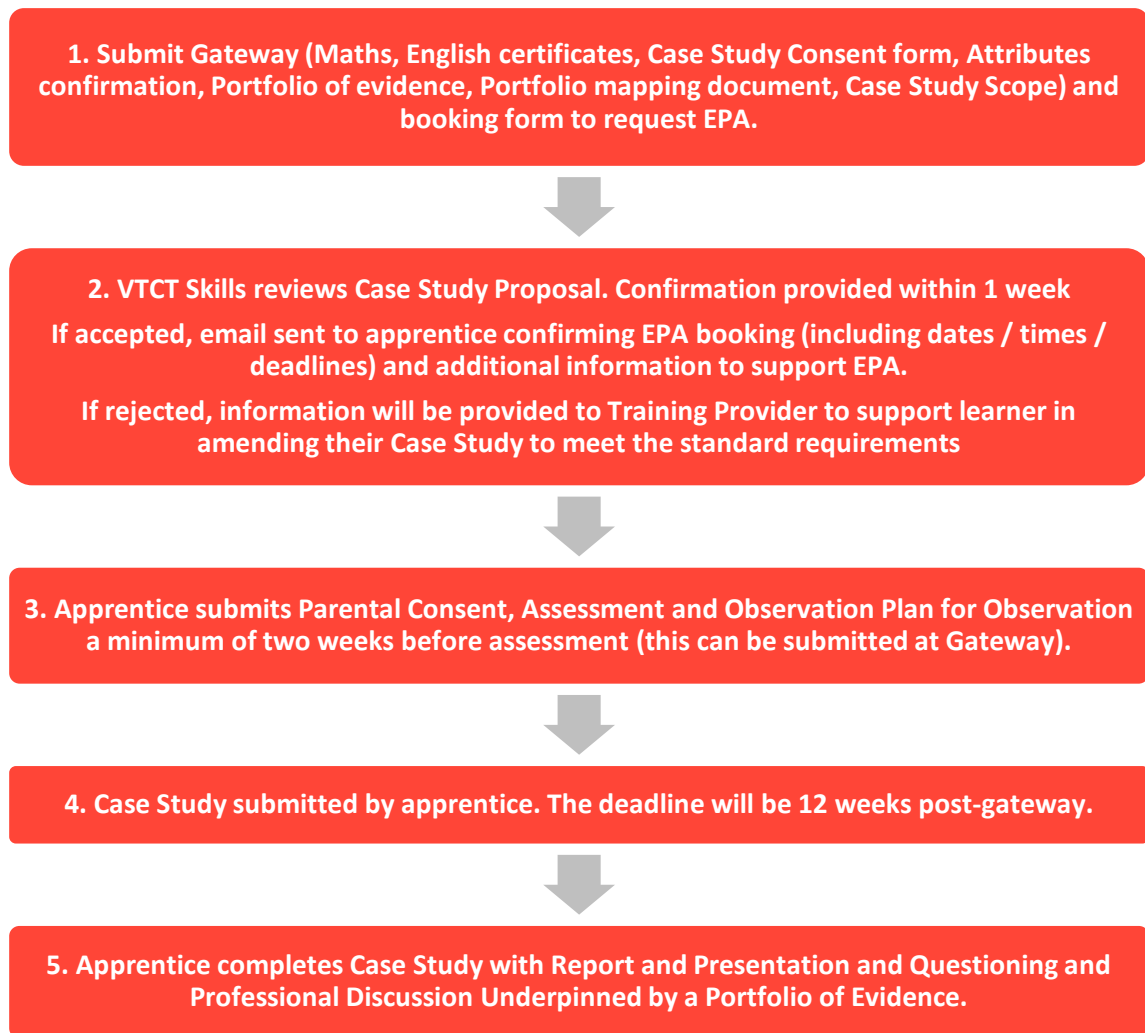 1. Submit Gateway (Maths, English certificates, Case Study Consent form, Attributes
confirmation, Portfolio of evidence, Portfolio mapping document, Case Study Scope) and
booking form to request EPA.
2. VTCT Skills reviews Case Study Proposal. Confirmation provided within 1 week
If accepted, email sent to apprentice confirming EPA booking (including dates / times /
deadlines) and additional information to support EPA.
If rejected, information will be provided to Training Provider to support learner in
amending their Case Study to meet the standard requirements
3. Apprentice submits Parental Consent, Assessment and Observation Plan for Observation
a minimum of two weeks before assessment (this can be submitted at Gateway).
4. Case Study submitted by apprentice. The deadline will be 12 weeks post-gateway.
5. Apprentice completes Case Study with Report and Presentation and Questioning and
Professional Discussion Underpinned by a Portfolio of Evidence.